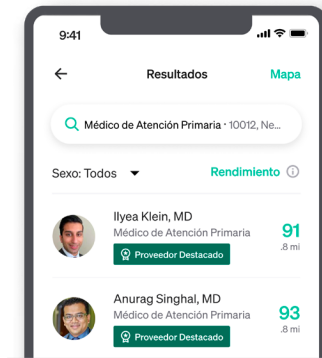 9:41
Resultados
Mapa
Médico de Atención Primaria · 10012, Ne...
Sexo: Todos
Rendimiento
Ilyea Klein, MD
Médico de Atención Primaria
91
.8 mi
Proveedor Destacado
Anurag Singhal, MD
Médico de Atención Primaria
93
.8 mi
Proveedor Destacado